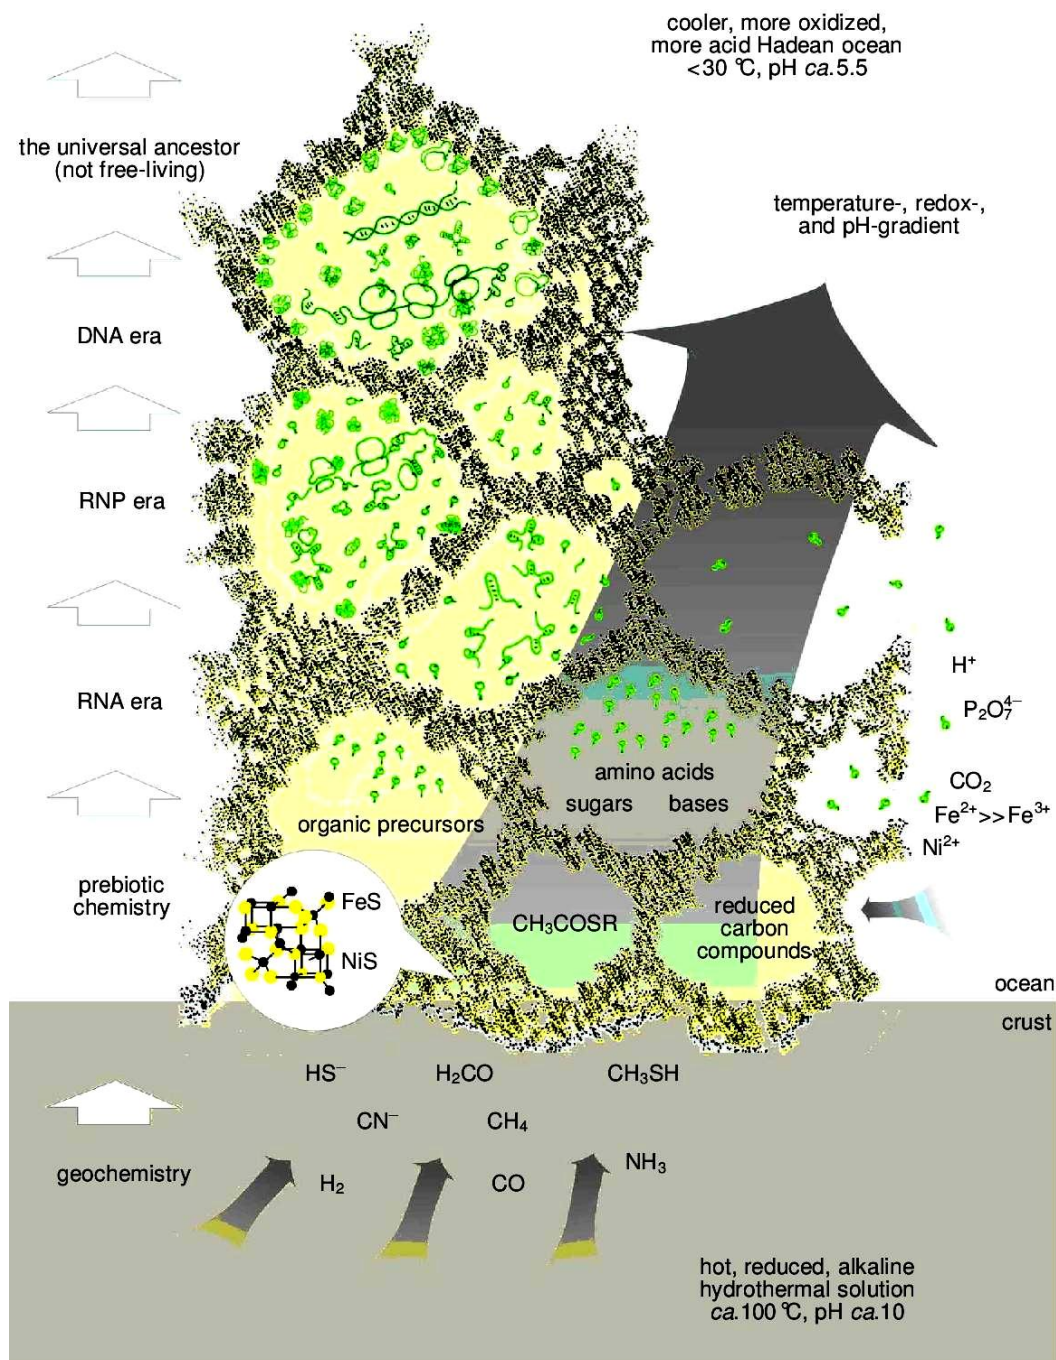 cooler, more oxidized,
more acid Hadean ocean
<30 °C, pH ca.5.5
the universal ancestor
(not free-living)
temperature-, redox-,
and pH-gradient
DNA era
RNP era
RNA era
H⁺
P₂O₇⁴⁻
CO₂
Fe²⁺>>Fe³⁺
Ni²⁺
amino acids
sugars bases
organic precursors
prebiotic
chemistry
FeS
NiS
CH₃COSR
reduced
carbon
compounds
ocean
crust
HS⁻ H₂CO CH₃SH
CN⁻ CH₄
geochemistry
H₂ CO NH₃
hot, reduced, alkaline
hydrothermal solution
ca.100 °C, pH ca.10